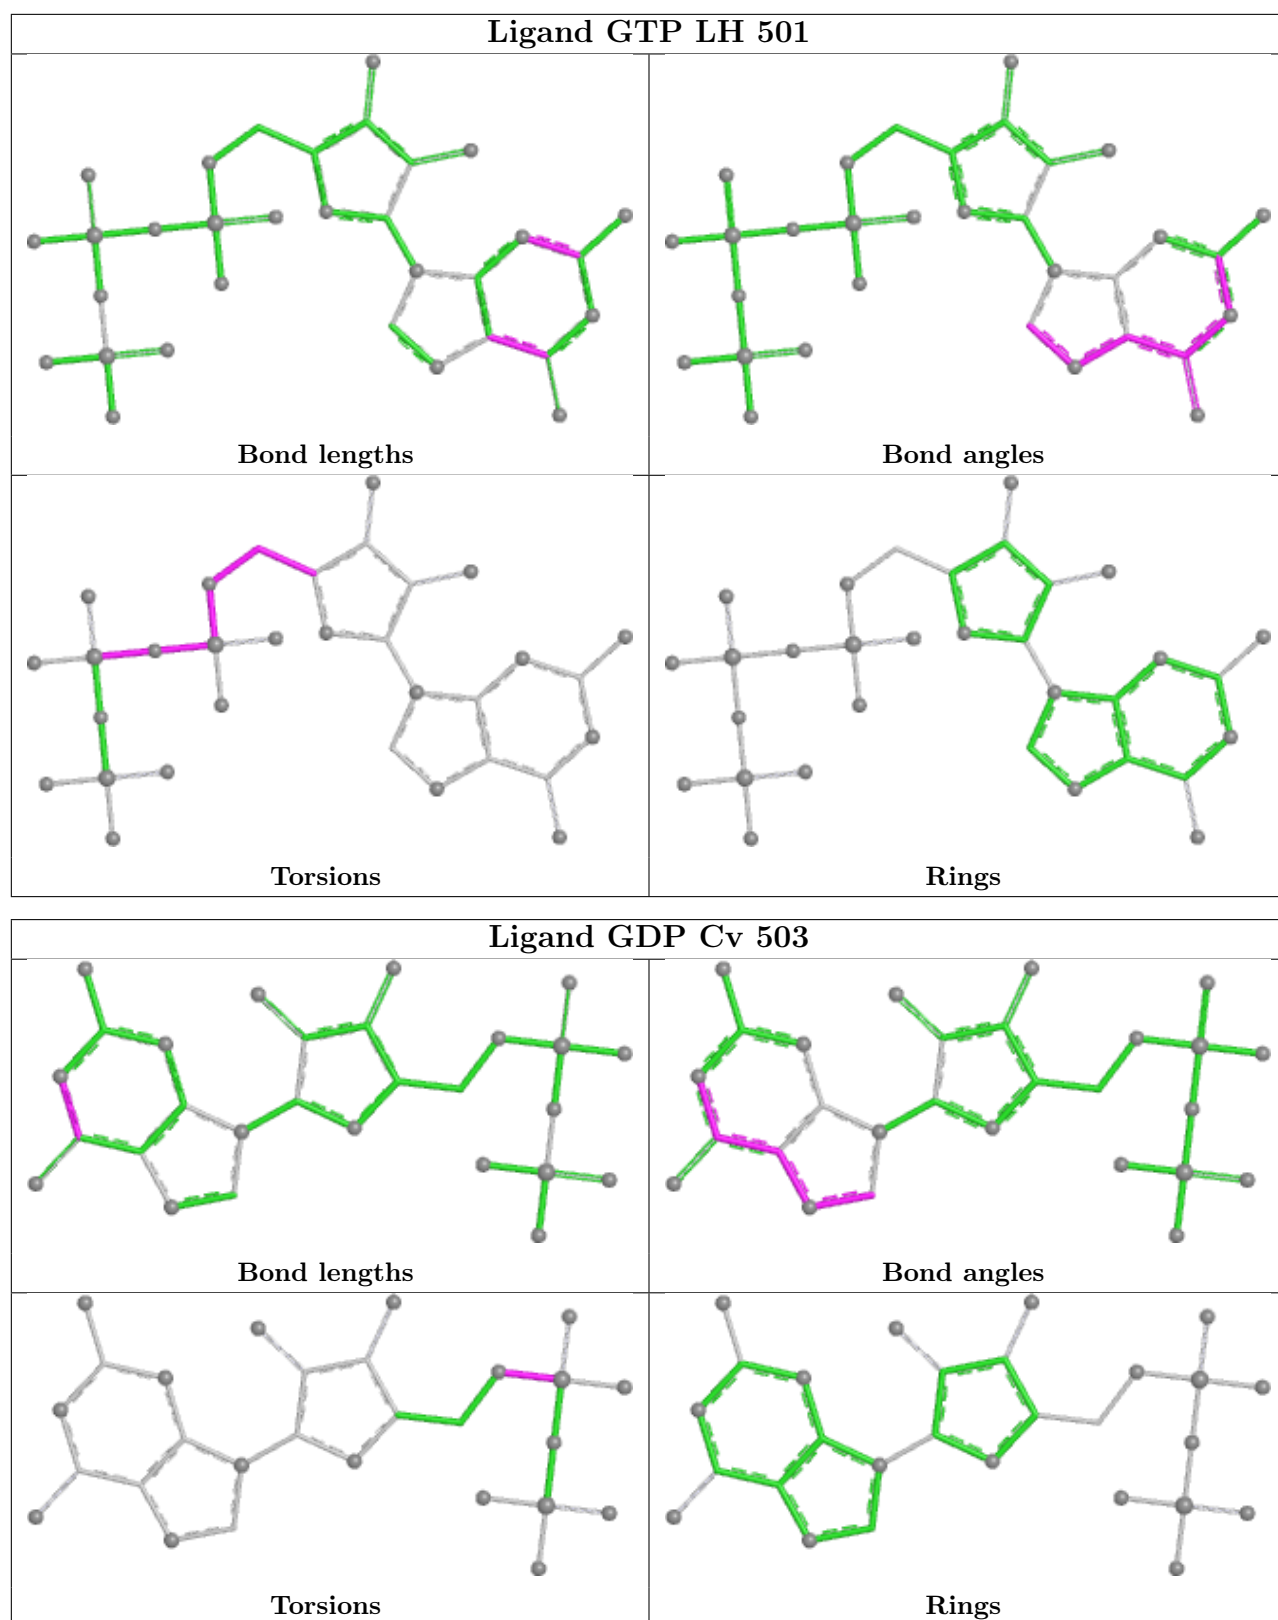 Ligand GTP LH 501
Bond lengths
Bond angles
Torsions
Rings
Ligand GDP Cv 503
Bond lengths
Bond angles
Torsions
Rings